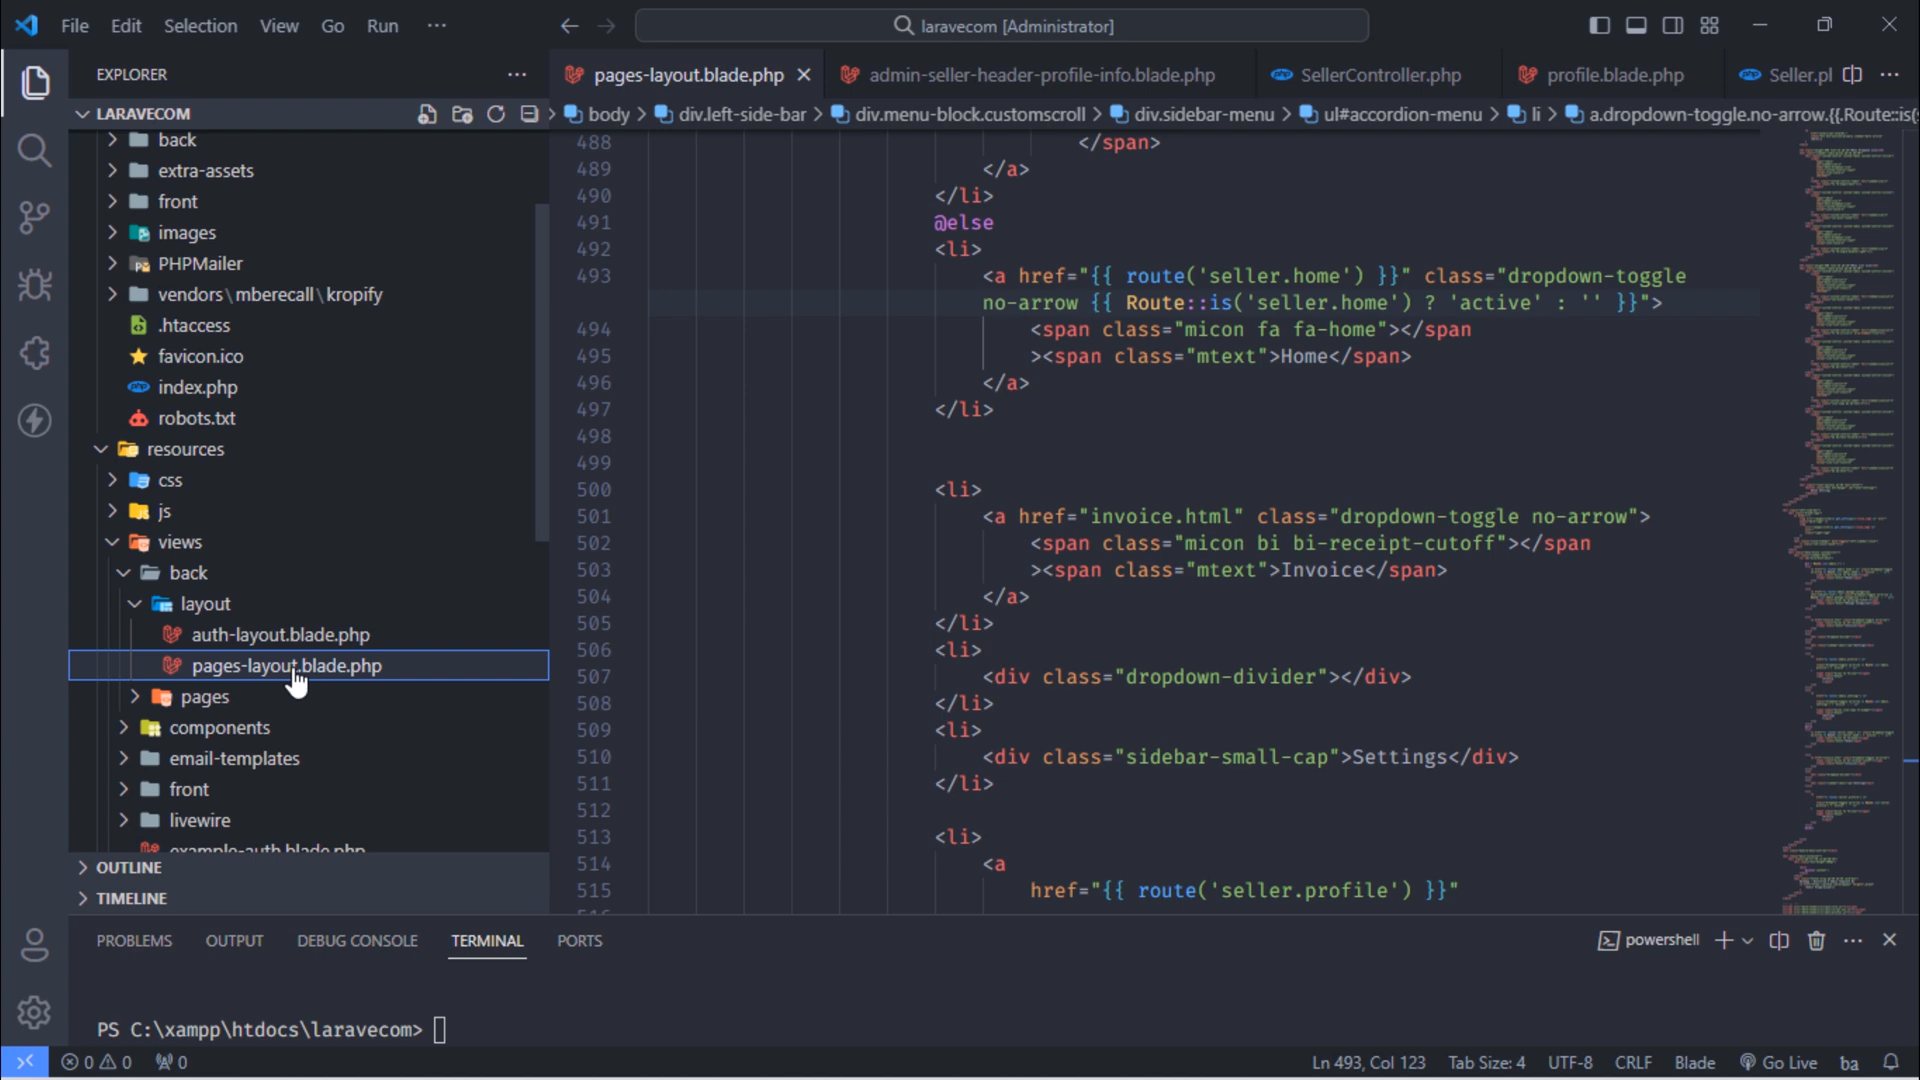 File Edit Selection View Go Run ···
laravecom [Administrator]
EXPLORER
pages-layout.blade.php
admin-seller-header-profile-info.blade.php
SellerController.php
profile.blade.php
Seller.pl
LARAVECOM
body > div.left-side-bar > div.menu-block.customscroll > div.sidebar-menu > ul#accordion-menu > li > a.dropdown-toggle.no-arrow.{{.Route::is(
back
extra-assets
front
images
PHPMailer
vendors\mberecall\kropify
.htaccess
favicon.ico
index.php
robots.txt
resources
css
js
views
back
layout
auth-layout.blade.php
pages-layout.blade.php
pages
components
email-templates
front
livewire
example-auth.blade.php
OUTLINE
TIMELINE
488 </span>
489 </a>
490 </li>
491 @else
492 <li>
493 <a href="{{ route('seller.home') }}" class="dropdown-toggle
no-arrow {{ Route::is('seller.home') ? 'active' : '' }}">
494 <span class="micon fa fa-home"></span
495 ><span class="mtext">Home</span>
496 </a>
497 </li>
498
499
500 <li>
501 <a href="invoice.html" class="dropdown-toggle no-arrow">
502 <span class="micon bi bi-receipt-cutoff"></span
503 ><span class="mtext">Invoice</span>
504 </a>
505 </li>
506 <li>
507 <div class="dropdown-divider"></div>
508 </li>
509 <li>
510 <div class="sidebar-small-cap">Settings</div>
511 </li>
512
513 <li>
514 <a
515 href="{{ route('seller.profile') }}"
PROBLEMS OUTPUT DEBUG CONSOLE TERMINAL PORTS
powershell
PS C:\xampp\htdocs\laravecom>
0 0 0
Ln 493, Col 123 Tab Size: 4 UTF-8 CRLF Blade Go Live ba